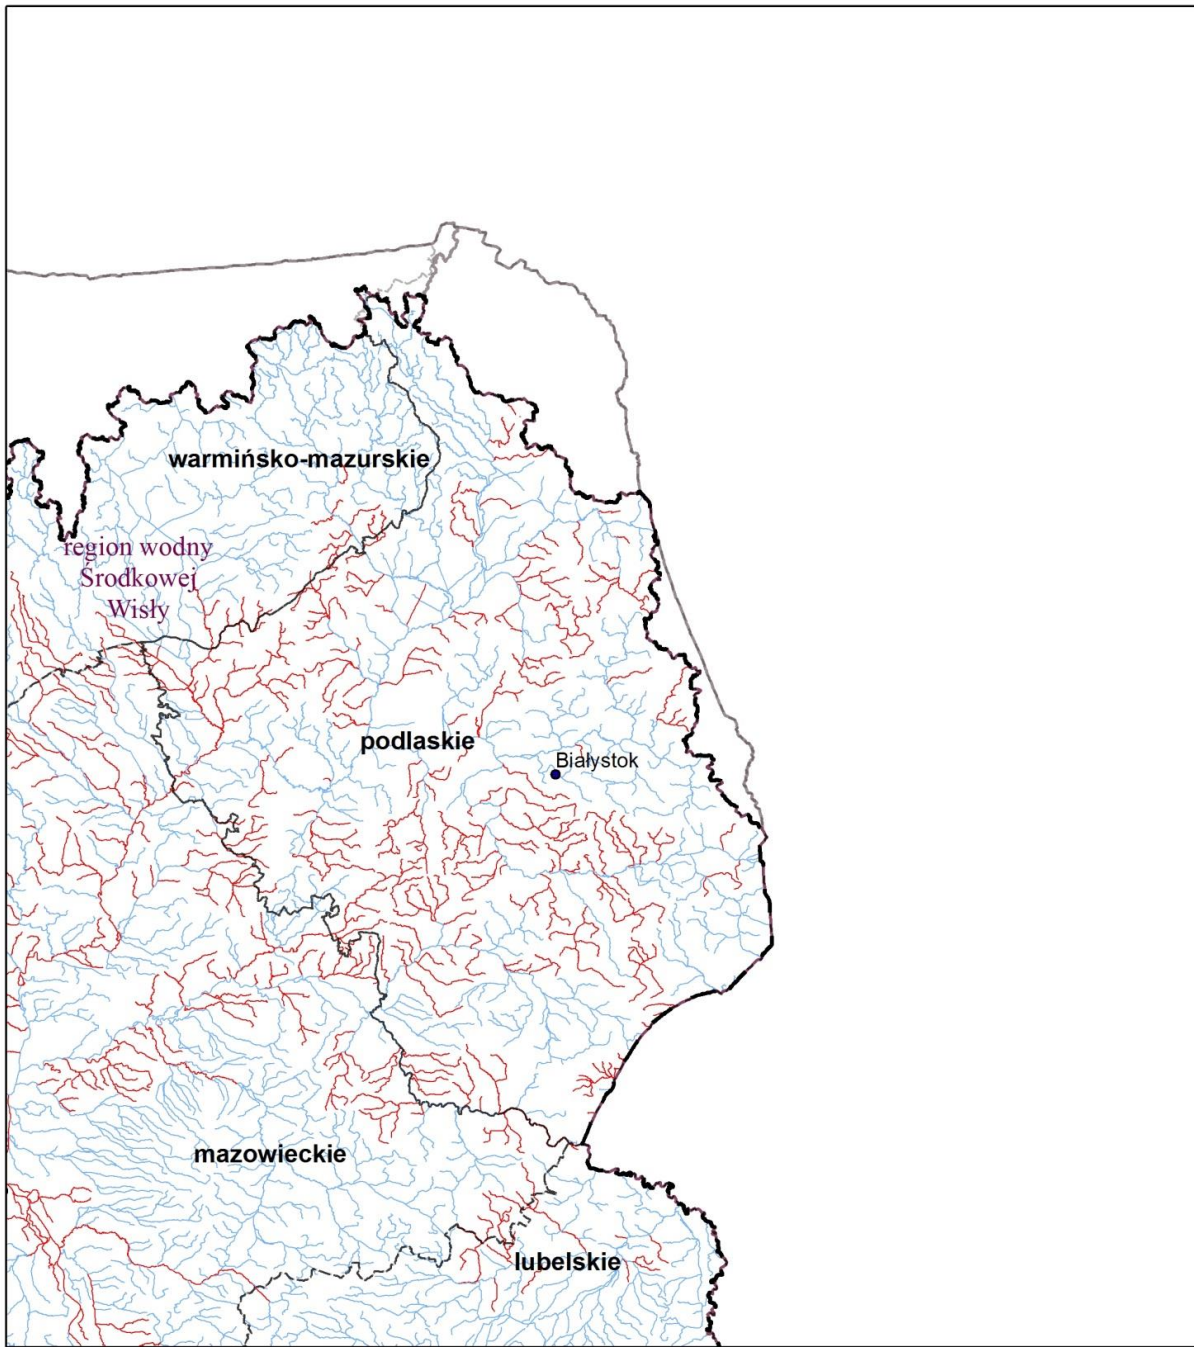 warmińsko-mazurskie
region wodny
Środkowej
Wisły
podlaskie
Białystok
mazowieckie
lubelskie